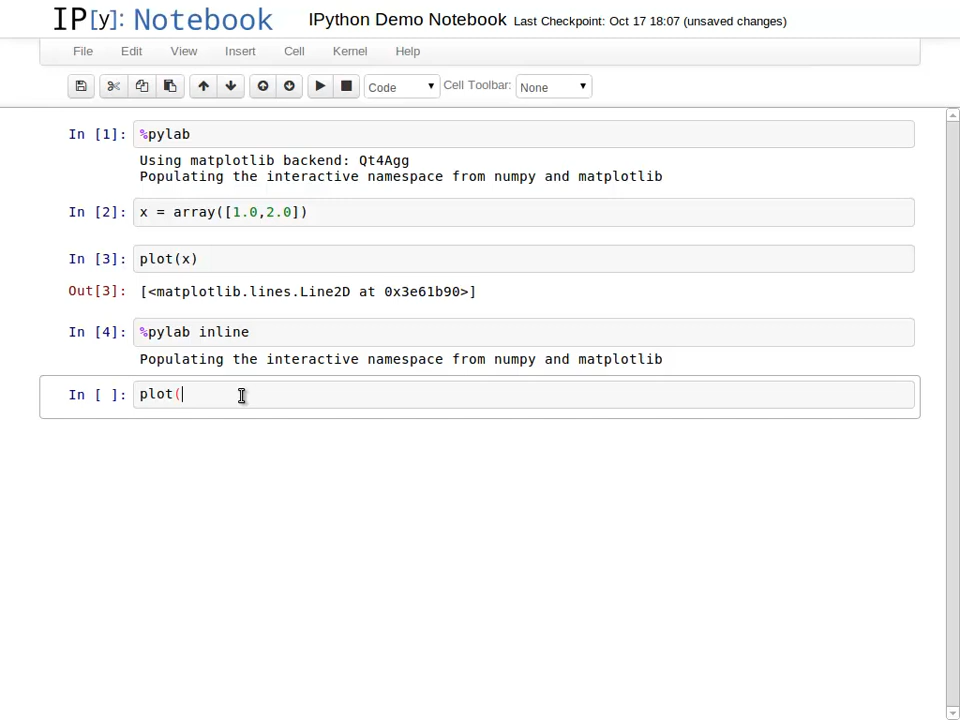 IP[y]: Notebook IPython Demo Notebook Last Checkpoint: Oct 17 18:07 (unsaved changes)
File Edit View Insert Cell Kernel Help
Code Cell Toolbar: None
In [1]: %pylab
Using matplotlib backend: Qt4Agg
Populating the interactive namespace from numpy and matplotlib
In [2]: x = array([1.0,2.0])
In [3]: plot(x)
Out[3]: [<matplotlib.lines.Line2D at 0x3e61b90>]
In [4]: %pylab inline
Populating the interactive namespace from numpy and matplotlib
In [ ]: plot(